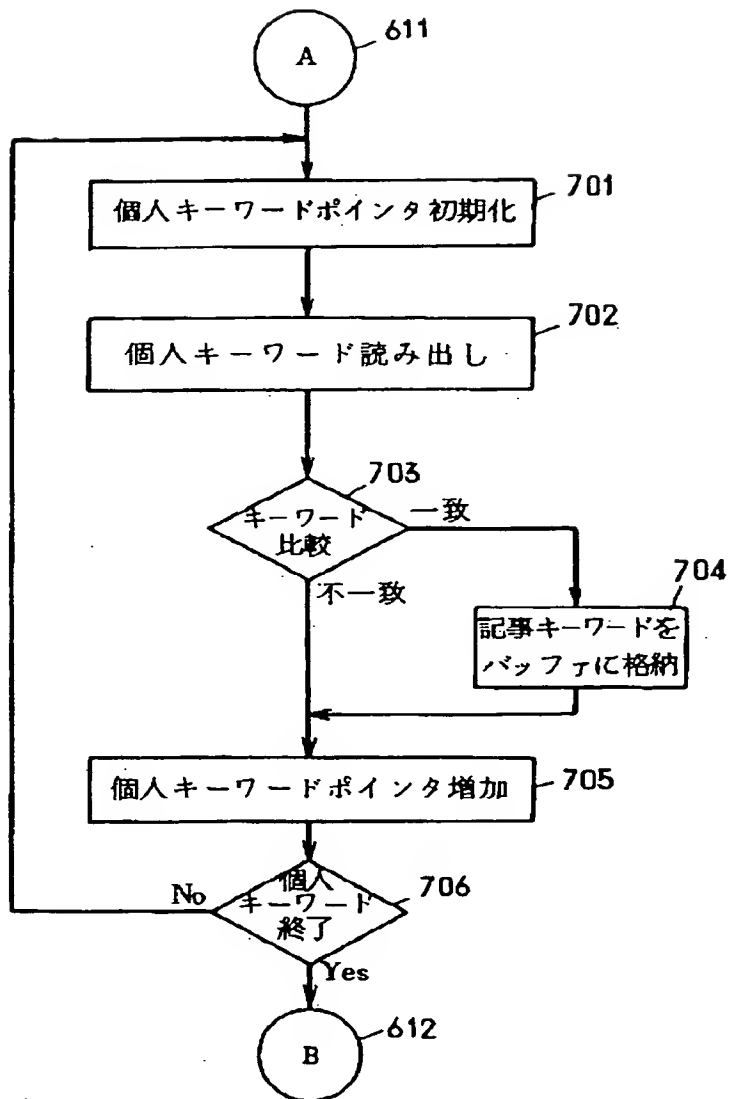 A
611
個人キーワードポインタ初期化
701
個人キーワード読み出し
702
703
キーワード
比較
一致
不一致
704
記事キーワードを
バッファに格納
個人キーワードポインタ増加
705
個人
キーワード
終了
706
No
Yes
B
612